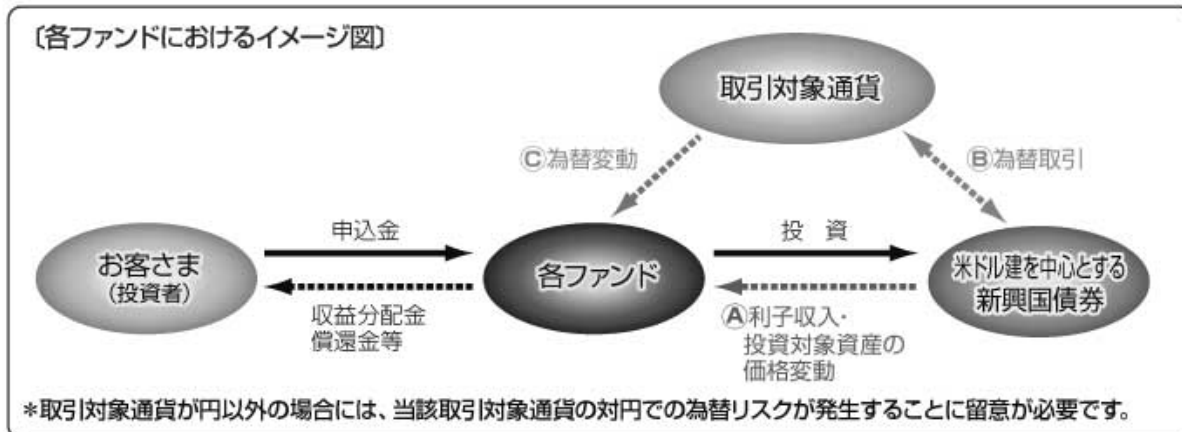 〔各ファンドにおけるイメージ図〕
取引対象通貨
Ⓒ為替変動
Ⓑ為替取引
お客さま
(投資者)
申込金
収益分配金
償還金等
各ファンド
投 資
Ⓐ利子収入・
投資対象資産の
価格変動
米ドル建を中心とする
新興国債券
*取引対象通貨が円以外の場合には、当該取引対象通貨の対円での為替リスクが発生することに留意が必要です。